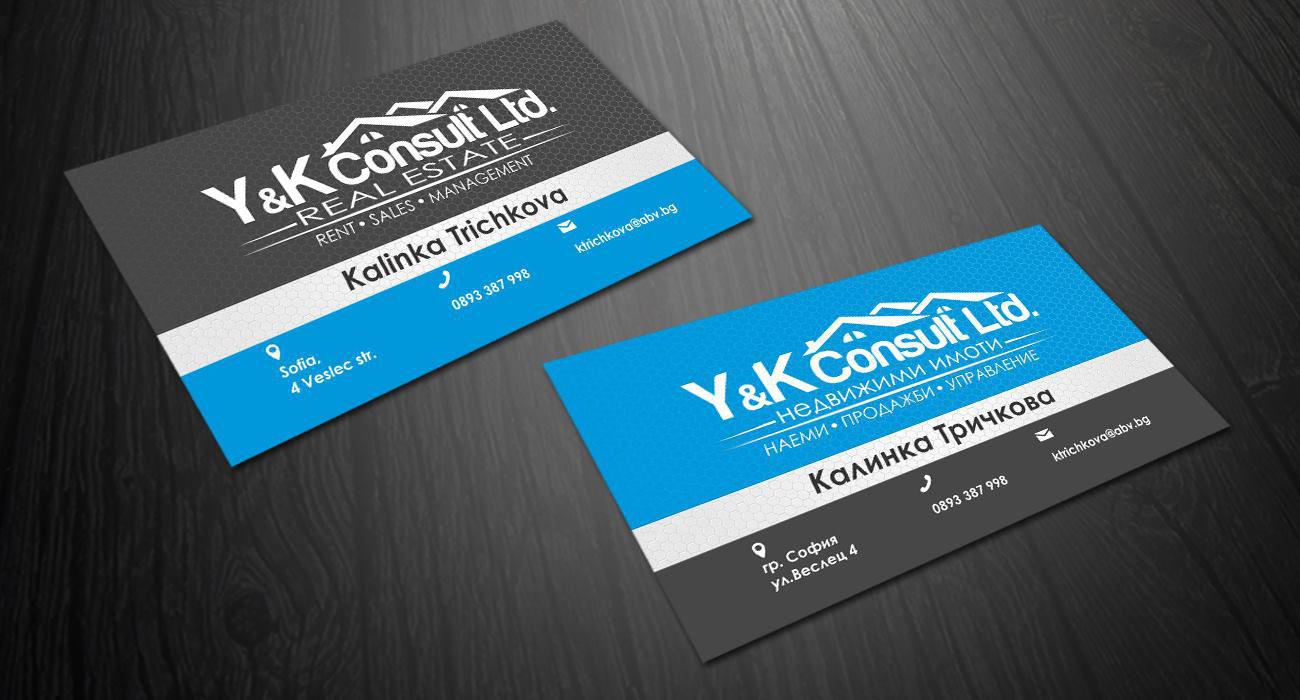 Y&K Consult Ltd.
REAL ESTATE
RENT • SALES • MANAGEMENT
Kalinka Trichkova
Sofia,
4 Veslec str.
0893 387 998
ktrichkova@abv.bg
Y&K Consult Ltd.
недвижими имоти
НАЕМИ • ПРОДАЖБИ • УПРАВЛЕНИЕ
Калинка Тричкова
гр. София
ул.Веслец 4
0893 387 998
ktrichkova@abv.bg